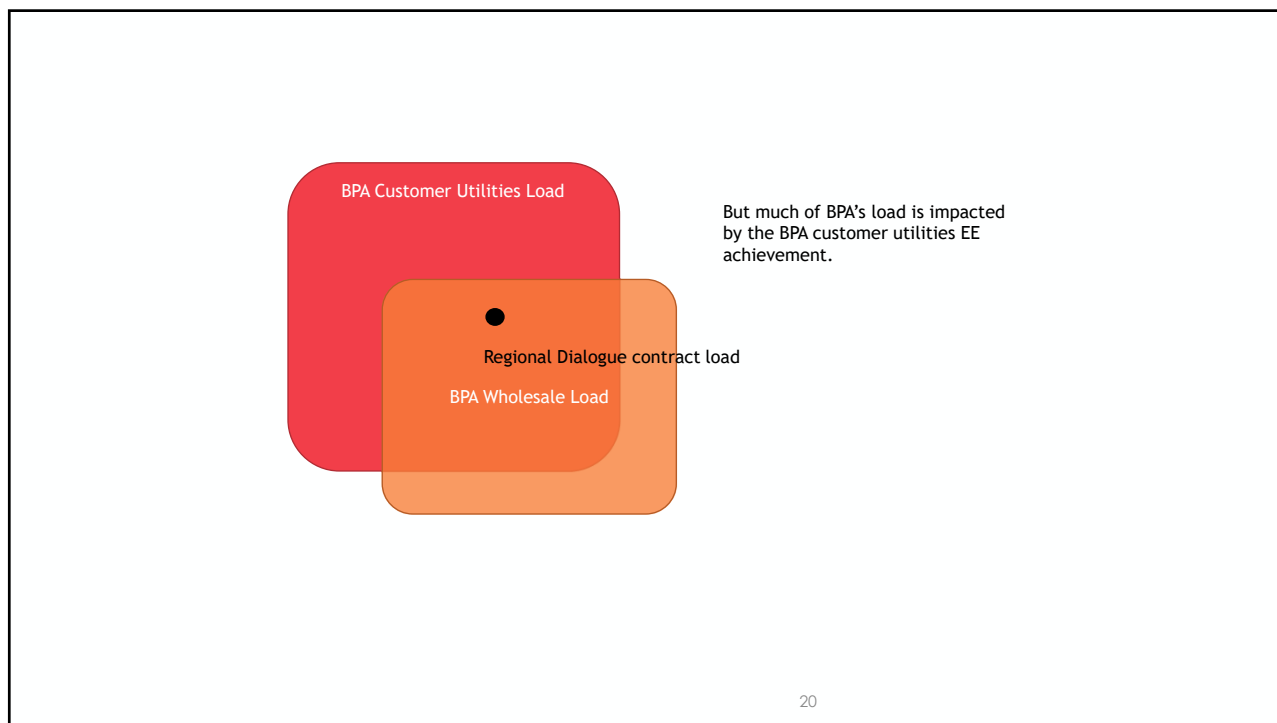 BPA Customer Utilities Load
But much of BPA’s load is impacted
by the BPA customer utilities EE
achievement.
Regional Dialogue contract load
BPA Wholesale Load
20